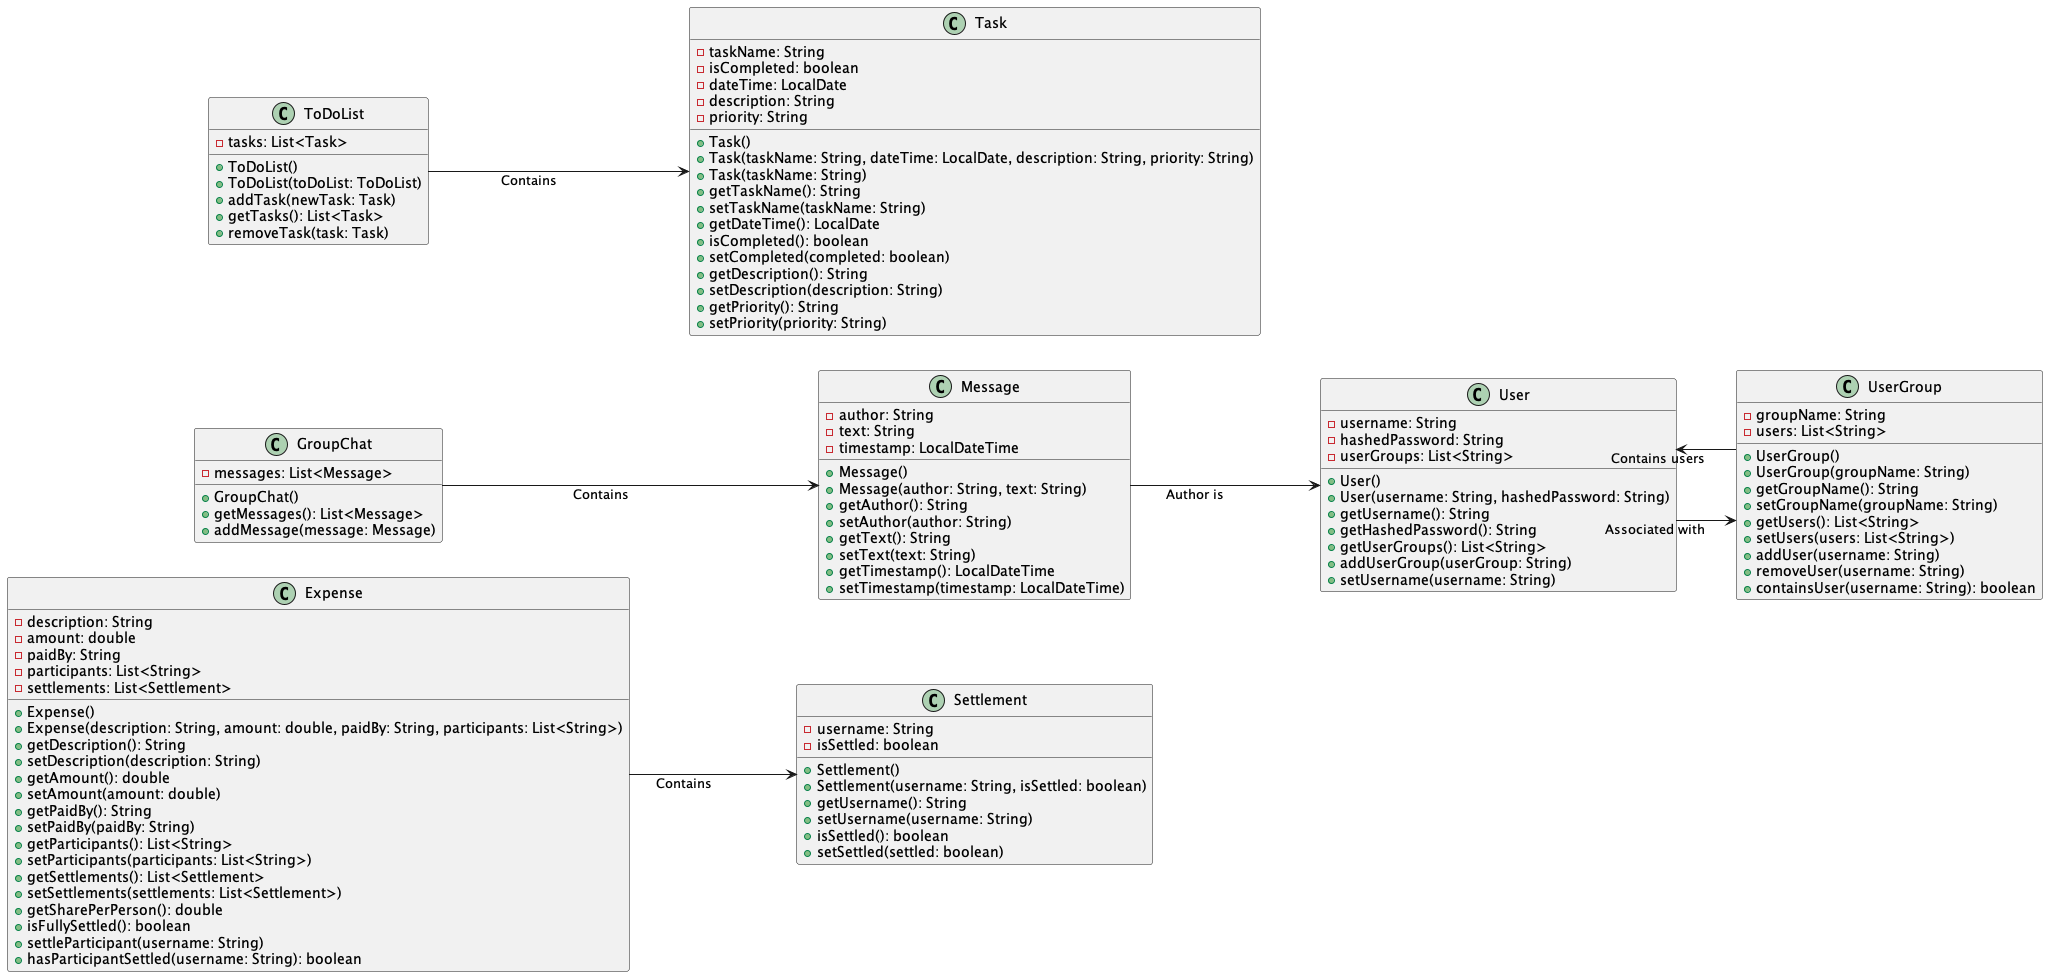 C Task
taskName: String
isCompleted: boolean
dateTime: LocalDate
description: String
priority: String
Task()
Task(taskName: String, dateTime: LocalDate, description: String, priority: String)
Task(taskName: String)
getTaskName(): String
setTaskName(taskName: String)
getDateTime(): LocalDate
isCompleted(): boolean
setCompleted(completed: boolean)
getDescription(): String
setDescription(description: String)
getPriority(): String
setPriority(priority: String)
C ToDoList
tasks: List<Task>
ToDoList()
ToDoList(toDoList: ToDoList)
addTask(newTask: Task)
getTasks(): List<Task>
removeTask(task: Task)
Contains
C GroupChat
messages: List<Message>
GroupChat()
getMessages(): List<Message>
addMessage(message: Message)
Contains
C Message
author: String
text: String
timestamp: LocalDateTime
Message()
Message(author: String, text: String)
getAuthor(): String
setAuthor(author: String)
getText(): String
setText(text: String)
getTimestamp(): LocalDateTime
setTimestamp(timestamp: LocalDateTime)
Author is
C User
username: String
hashedPassword: String
userGroups: List<String>
User()
User(username: String, hashedPassword: String)
getUsername(): String
getHashedPassword(): String
getUserGroups(): List<String>
addUserGroup(userGroup: String)
setUsername(username: String)
Contains users
Associated with
C UserGroup
groupName: String
users: List<String>
UserGroup()
UserGroup(groupName: String)
getGroupName(): String
setGroupName(groupName: String)
getUsers(): List<String>
setUsers(users: List<String>)
addUser(username: String)
removeUser(username: String)
containsUser(username: String): boolean
C Expense
description: String
amount: double
paidBy: String
participants: List<String>
settlements: List<Settlement>
Expense()
Expense(description: String, amount: double, paidBy: String, participants: List<String>)
getDescription(): String
setDescription(description: String)
getAmount(): double
setAmount(amount: double)
getPaidBy(): String
setPaidBy(paidBy: String)
getParticipants(): List<String>
setParticipants(participants: List<String>)
getSettlements(): List<Settlement>
setSettlements(settlements: List<Settlement>)
getSharePerPerson(): double
isFullySettled(): boolean
settleParticipant(username: String)
hasParticipantSettled(username: String): boolean
Contains
C Settlement
username: String
isSettled: boolean
Settlement()
Settlement(username: String, isSettled: boolean)
getUsername(): String
setUsername(username: String)
isSettled(): boolean
setSettled(settled: boolean)